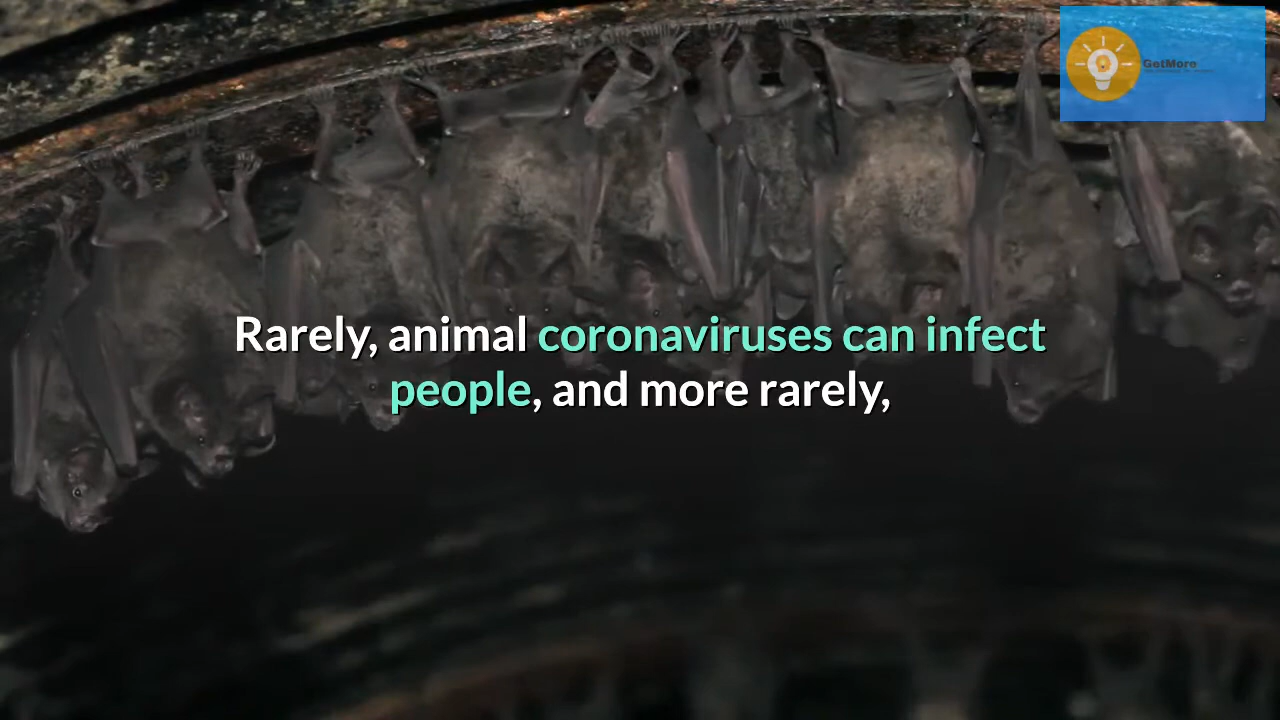 GetMore
Rarely, animal coronaviruses can infect
people, and more rarely,